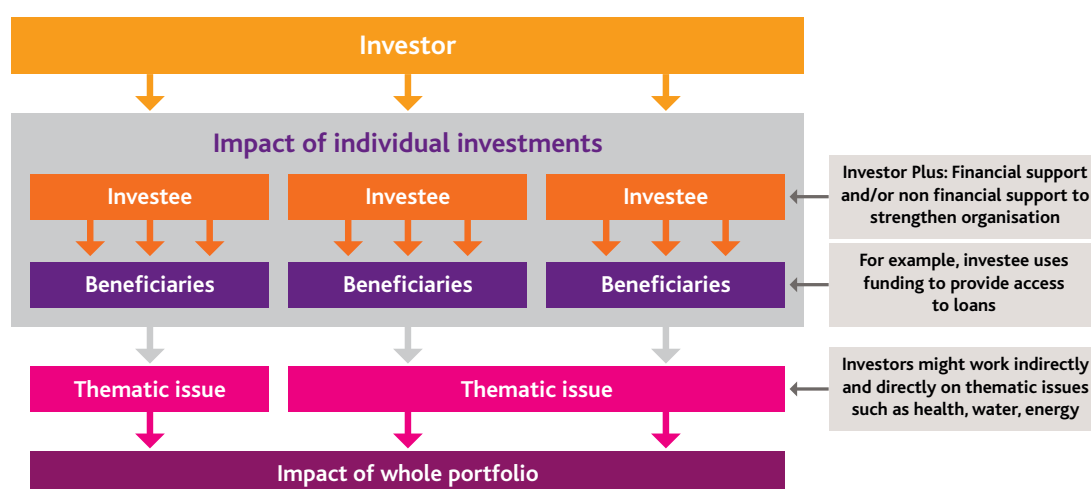 Investor
Impact of individual investments
Investee
Investee
Investee
Beneficiaries
Beneficiaries
Beneficiaries
Thematic issue
Thematic issue
Impact of whole portfolio
Investor Plus: Financial support
and/or non financial support to
strengthen organisation
For example, investee uses
funding to provide access
to loans
Investors might work indirectly
and directly on thematic issues
such as health, water, energy